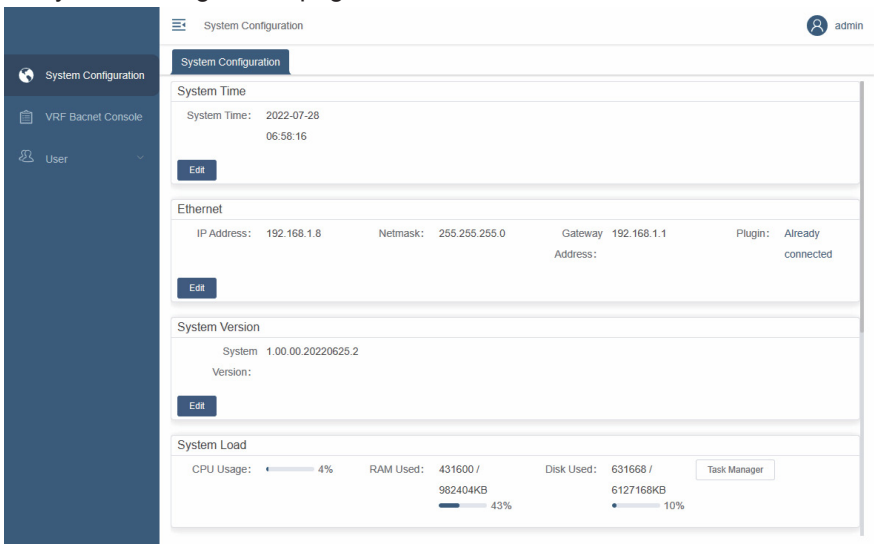 System Configuration
admin
System Configuration
VRF Bacnet Console
User
System Configuration
System Time
System Time: 2022-07-28
06:58:16
Edit
Ethernet
IP Address: 192.168.1.8 Netmask: 255.255.255.0 Gateway 192.168.1.1 Plugin: Already
Address: connected
Edit
System Version
System 1.00.00.20220625.2
Version:
Edit
System Load
CPU Usage: 4% RAM Used: 431600 / Disk Used: 631668 / Task Manager
982404KB 6127168KB
43% 10%